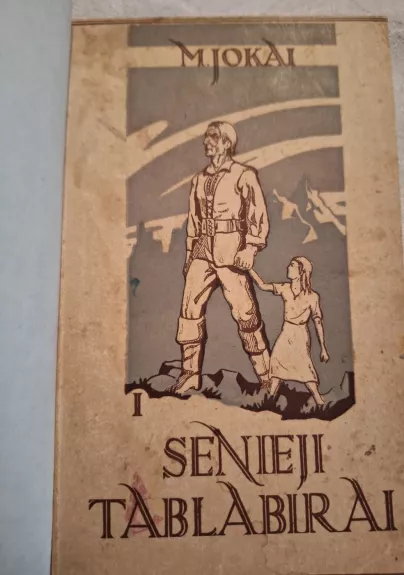 M. JOKAI
I
SENIEJI
TABLABIRAI